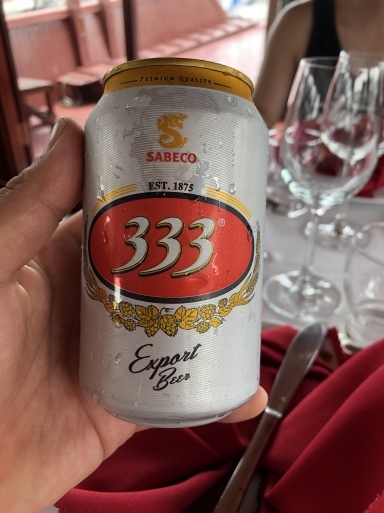 PREMIUM QUALITY
SABECO
EST. 1875
333®
Export
Beer